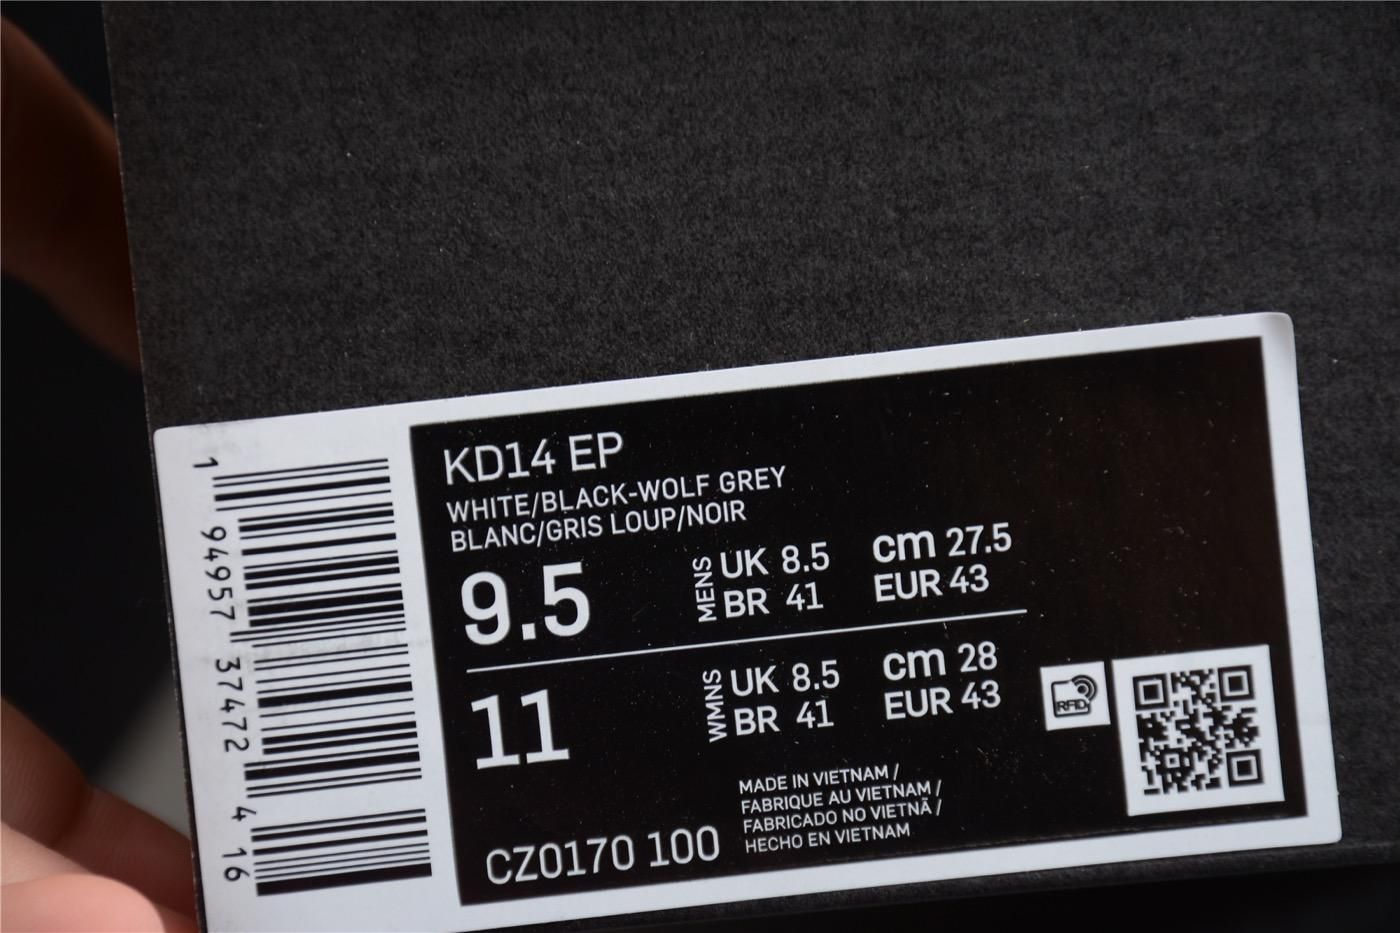 1 94957 37472 4 16
KD14 EP
WHITE/BLACK-WOLF GREY
BLANC/GRIS LOUP/NOIR
9.5
MENS
UK 8.5 cm 27.5
BR 41 EUR 43
11
WMNS
UK 8.5 cm 28
BR 41 EUR 43
RFID
MADE IN VIETNAM /
FABRIQUE AU VIETNAM /
FABRICADO NO VIETNÃ /
HECHO EN VIETNAM
CZ0170 100